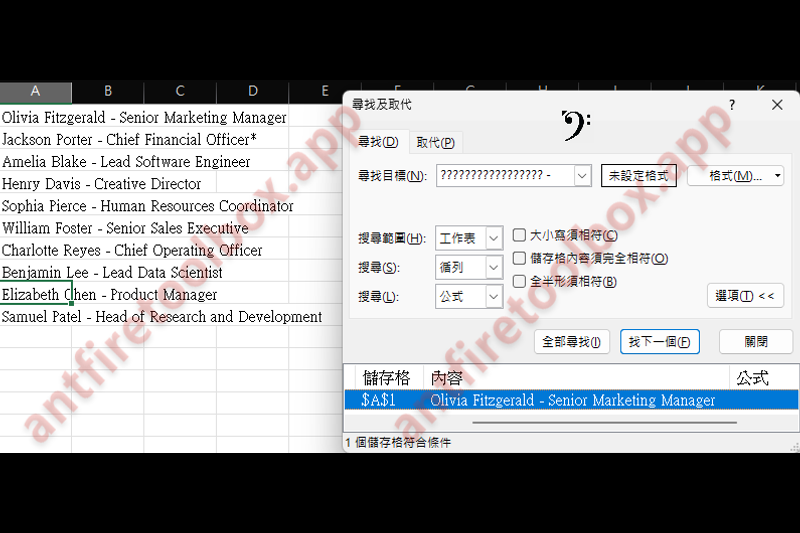 A B C D E
Olivia Fitzgerald - Senior Marketing Manager
Jackson Porter - Chief Financial Officer*
Amelia Blake - Lead Software Engineer
Henry Davis - Creative Director
Sophia Pierce - Human Resources Coordinator
William Foster - Senior Sales Executive
Charlotte Reyes - Chief Operating Officer
Benjamin Lee - Lead Data Scientist
Elizabeth Chen - Product Manager
Samuel Patel - Head of Research and Development
尋找及取代 ?
尋找(D) 取代(P)
尋找目標(N): ????????????????? - 未設定格式 格式(M)...
搜尋範圍(H): 工作表 大小寫須相符(C)
搜尋(S): 循列 儲存格內容須完全相符(O)
搜尋(L): 公式 全半形須相符(B)
選項(T) <<
全部尋找(I) 找下一個(F) 關閉
儲存格 內容 公式
$A$1 Olivia Fitzgerald - Senior Marketing Manager
1 個儲存格符合條件
antfiretoolbox.app
antfiretoolbox.app